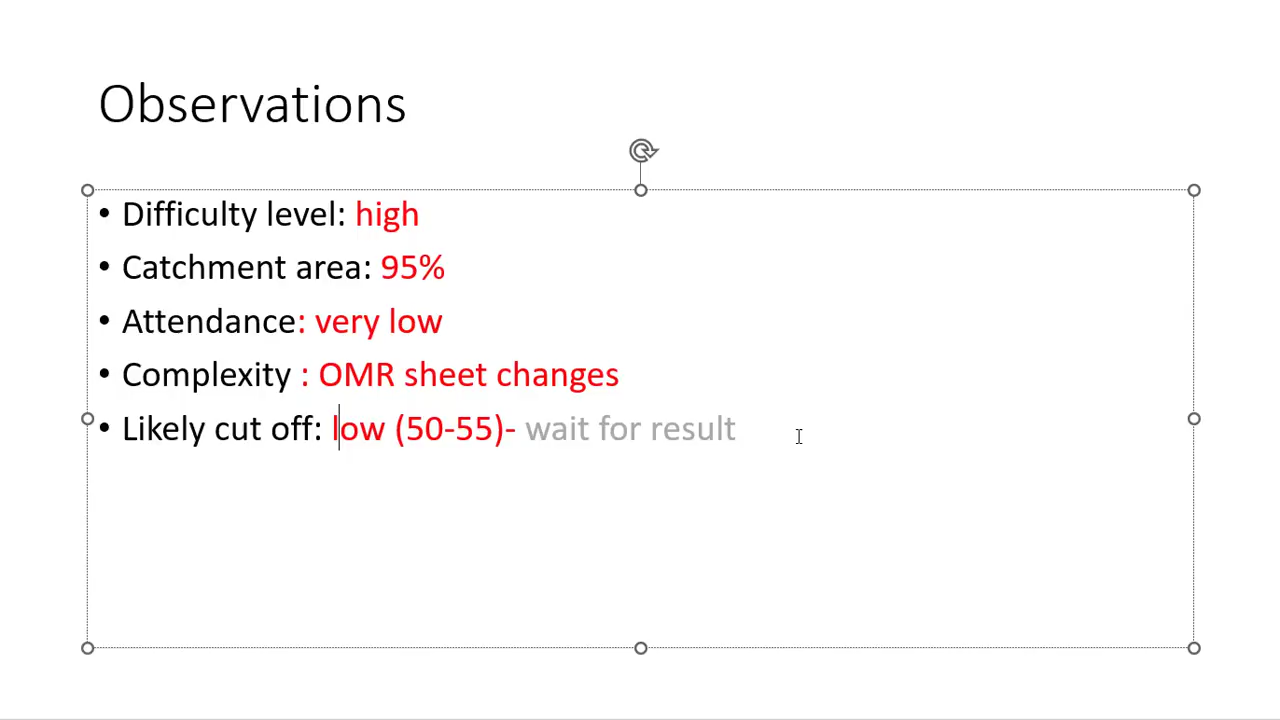 Observations
• Difficulty level: high
• Catchment area: 95%
• Attendance: very low
• Complexity : OMR sheet changes
• Likely cut off: low (50-55)- wait for result